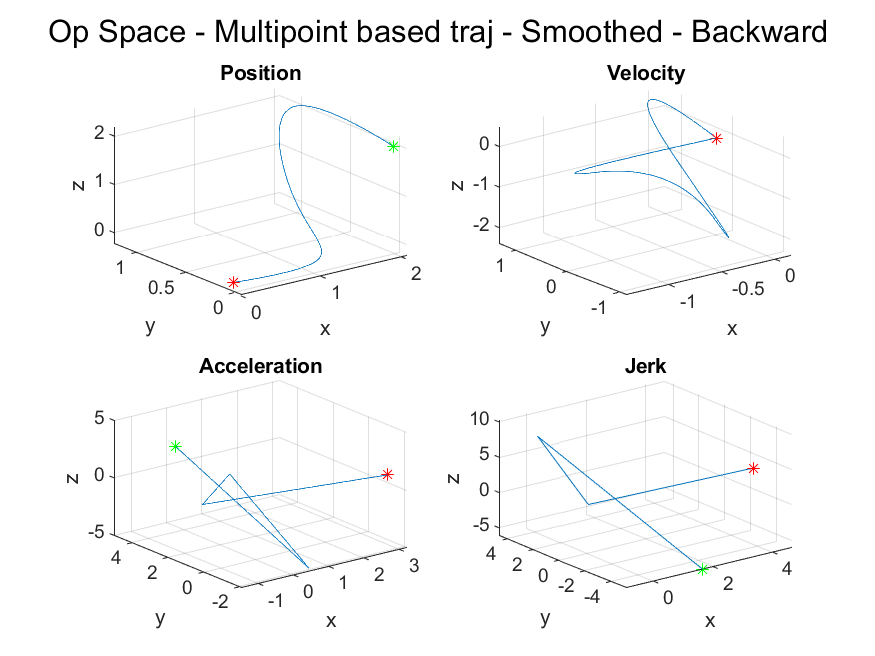 Op Space - Multipoint based traj - Smoothed - Backward
Position
2
1
0
z
1
0.5
0
y
0
1
2
x
Velocity
0
-1
-2
z
1
0
-1
y
-1
-0.5
0
x
Acceleration
5
0
-5
z
4
2
0
-2
y
-1
0
1
2
3
x
Jerk
10
5
0
-5
z
4
2
0
-2
-4
y
0
2
4
x